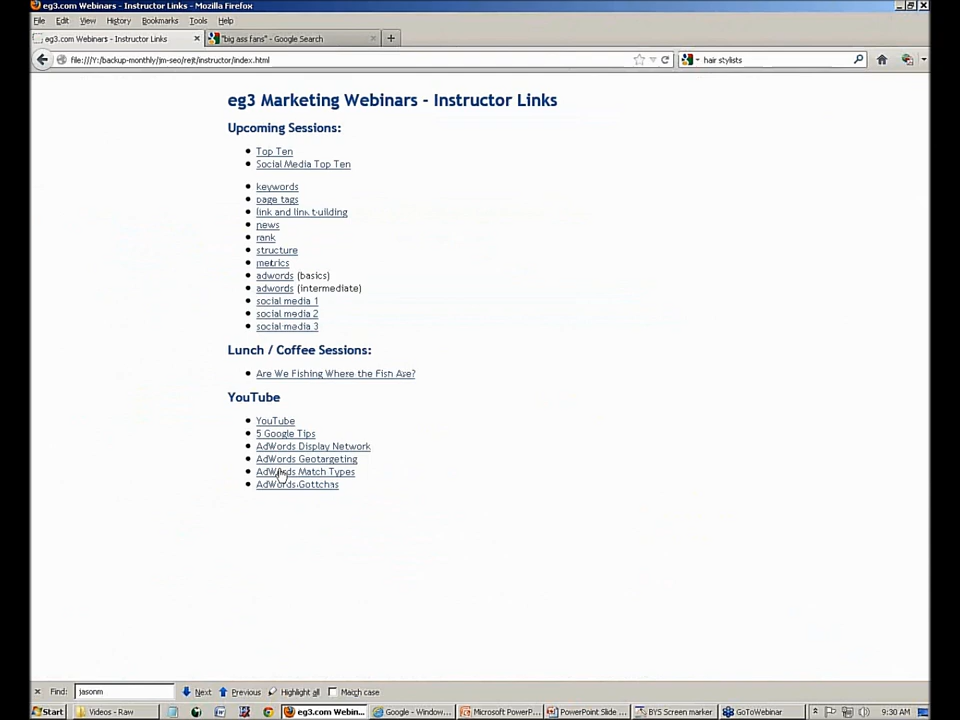 eg3.com Webinars - Instructor Links - Mozilla Firefox
File Edit View History Bookmarks Tools Help
eg3.com Webinars - Instructor Links × "big ass fans" - Google Search × +
file:///Y:/backup-monthly/jm-seo/rejt/instructor/index.html hair stylists
eg3 Marketing Webinars - Instructor Links
Upcoming Sessions:
Top Ten
Social Media Top Ten
keywords
page tags
link and link building
news
rank
structure
metrics
adwords (basics)
adwords (intermediate)
social media 1
social media 2
social media 3
Lunch / Coffee Sessions:
Are We Fishing Where the Fish Are?
YouTube
YouTube
5 Google Tips
AdWords Display Network
AdWords Geotargeting
AdWords Match Types
AdWords Gottchas
× Find: jasonm Next Previous Highlight all Match case
Start Videos - Raw eg3.com Webin... Google - Window... Microsoft PowerP... PowerPoint Slide ... BYS Screen marker GoToWebinar 9:30 AM